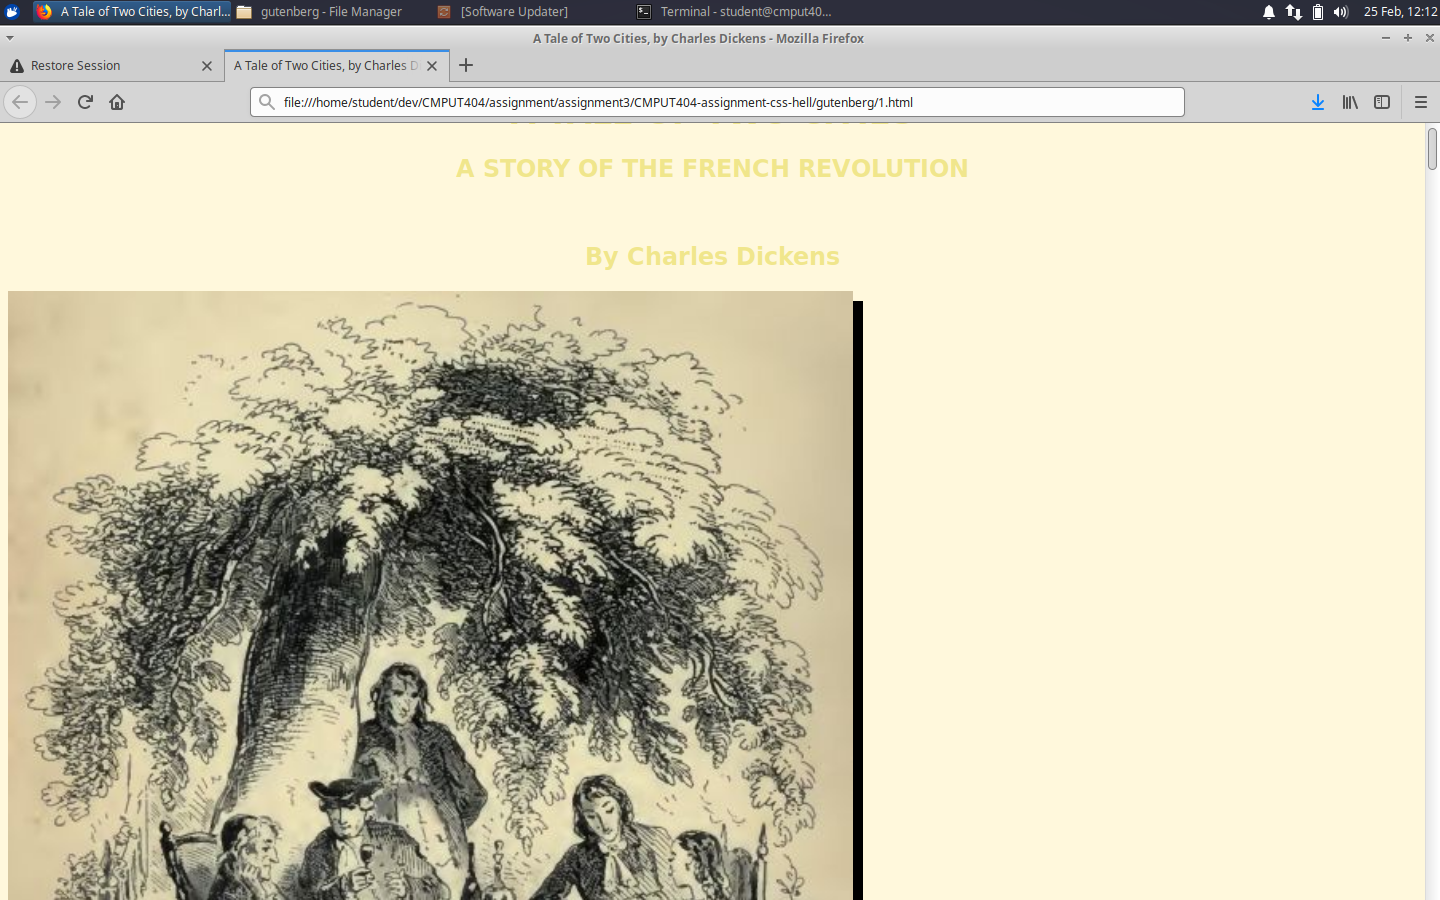 A Tale of Two Cities, by Charl...
gutenberg - File Manager
[Software Updater]
Terminal - student@cmput40...
25 Feb, 12:12
A Tale of Two Cities, by Charles Dickens - Mozilla Firefox
Restore Session
A Tale of Two Cities, by Charles D
file:///home/student/dev/CMPUT404/assignment/assignment3/CMPUT404-assignment-css-hell/gutenberg/1.html
A STORY OF THE FRENCH REVOLUTION
By Charles Dickens